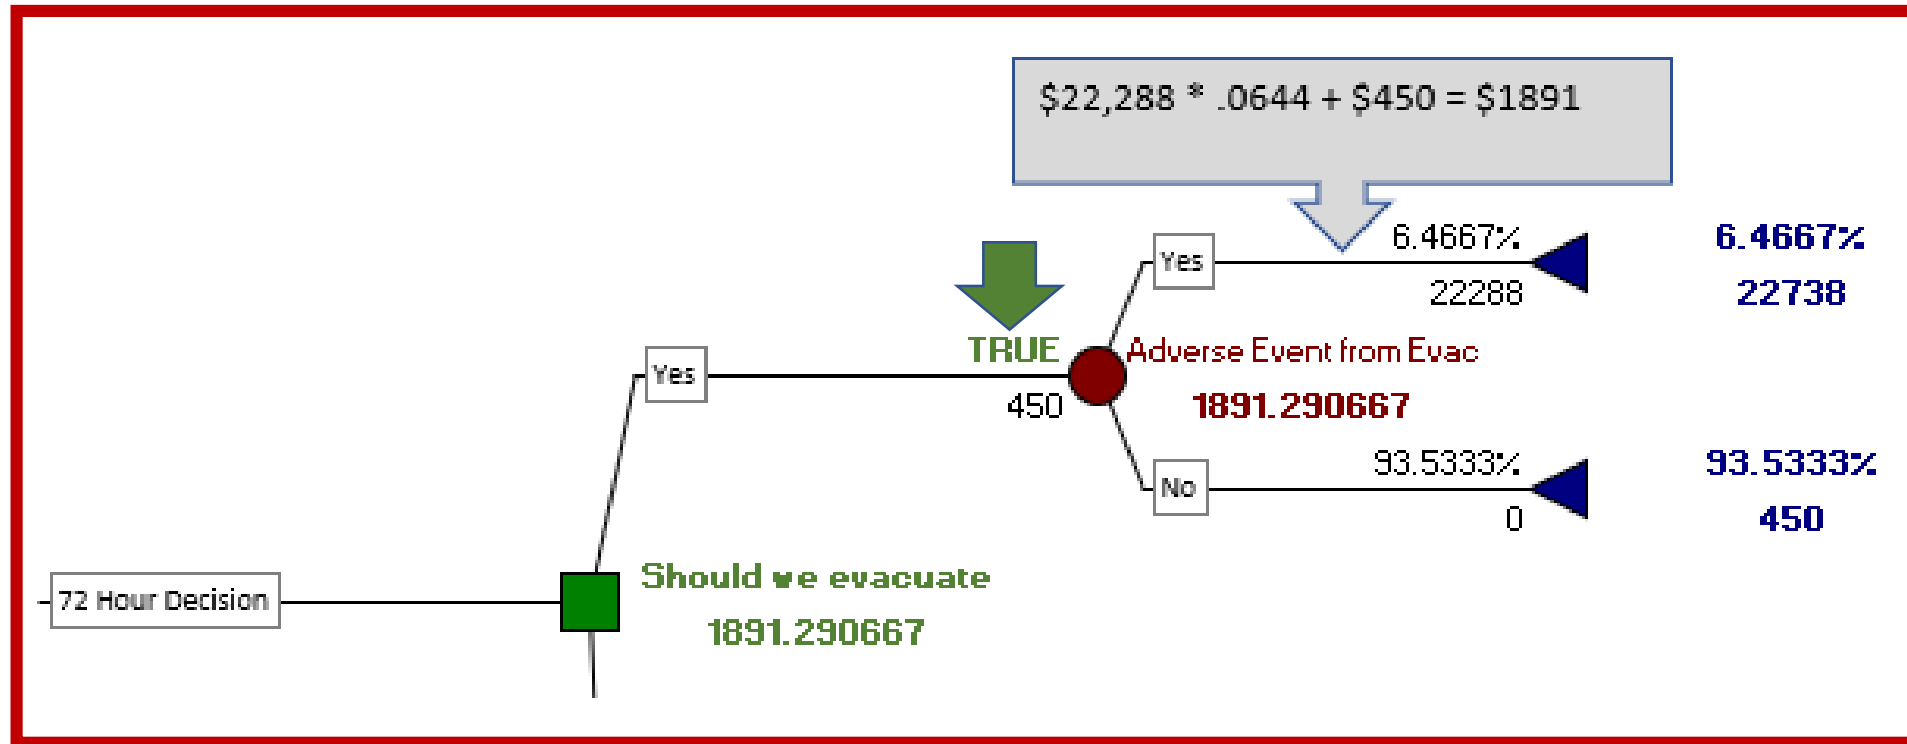 $22,288 * .0644 + $450 = $1891
Yes
6.4667%
22288
6.4667%
22738
TRUE
Yes
450
Adverse Event from Evac
1891.290667
No
93.5333%
0
93.5333%
450
72 Hour Decision
Should we evacuate
1891.290667